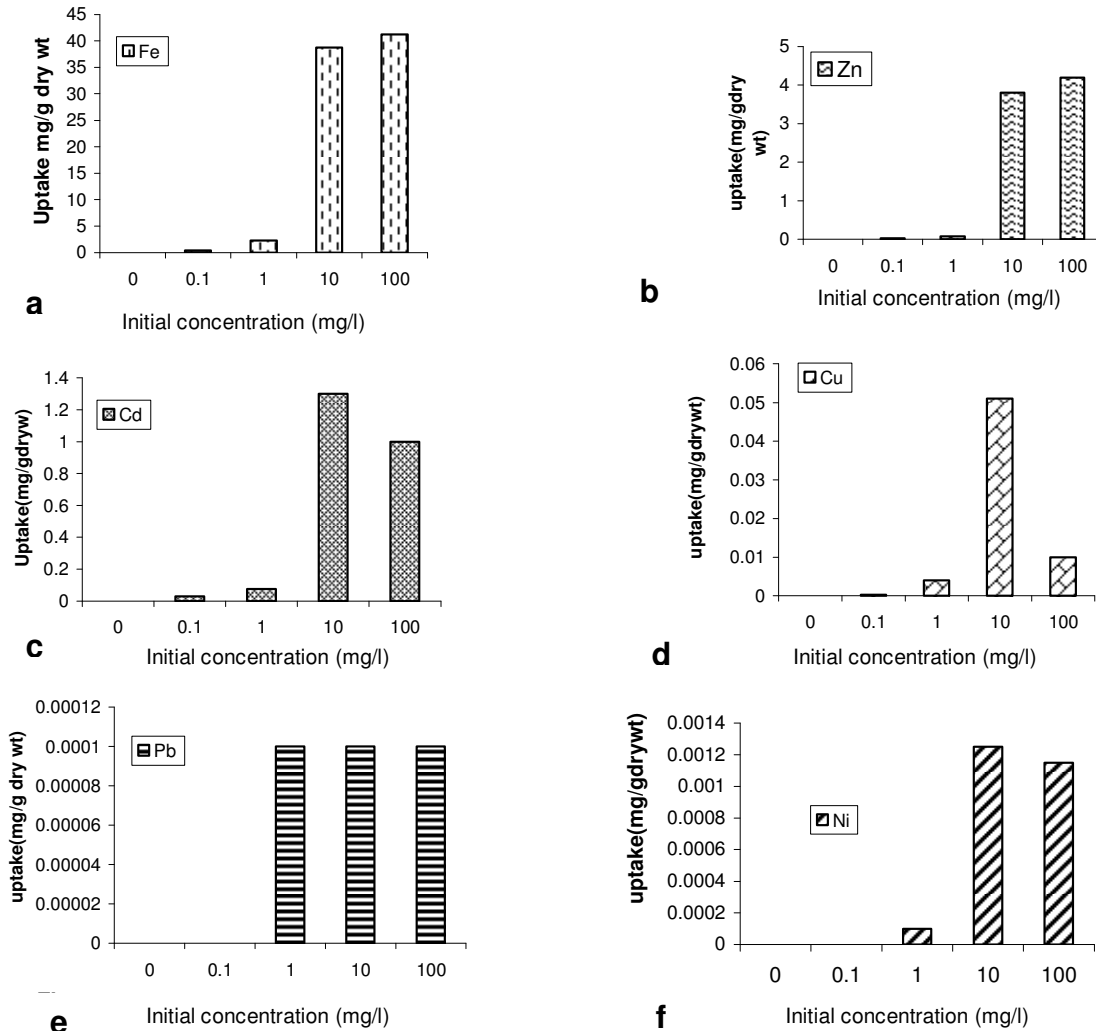 Uptake mg/g dry wt
45
40
35
30
25
20
15
10
5
0
Fe
0 0.1 1 10 100
a
Initial concentration (mg/l)
uptake(mg/gdry
wt)
5
4
3
2
1
0
Zn
0 0.1 1 10 100
b
Initial concentration (mg/l)
Uptake(mg/gdryw)
1.4
1.2
1
0.8
0.6
0.4
0.2
0
Cd
0 0.1 1 10 100
c
Initial concentration (mg/l)
uptake(mg/gdrywt)
0.06
0.05
0.04
0.03
0.02
0.01
0
Cu
0 0.1 1 10 100
d
Initial concentration (mg/l)
uptake(mg/g dry wt)
0.00012
0.0001
0.00008
0.00006
0.00004
0.00002
0
Pb
0 0.1 1 10 100
e
Initial concentration (mg/l)
uptake(mg/gdrywt)
0.0014
0.0012
0.001
0.0008
0.0006
0.0004
0.0002
0
Ni
0 0.1 1 10 100
f
Initial concentration (mg/l)